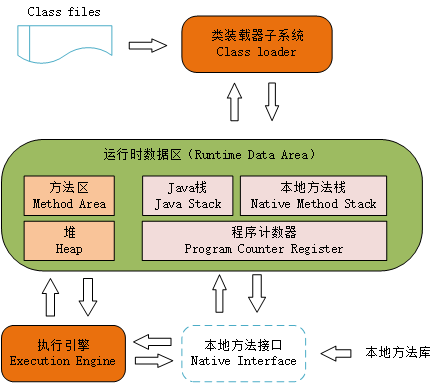 Class files
类装载器子系统
Class loader
运行时数据区（Runtime Data Area）
方法区
Method Area
Java栈
Java Stack
本地方法栈
Native Method Stack
堆
Heap
程序计数器
Program Counter Register
执行引擎
Execution Engine
本地方法接口
Native Interface
本地方法库